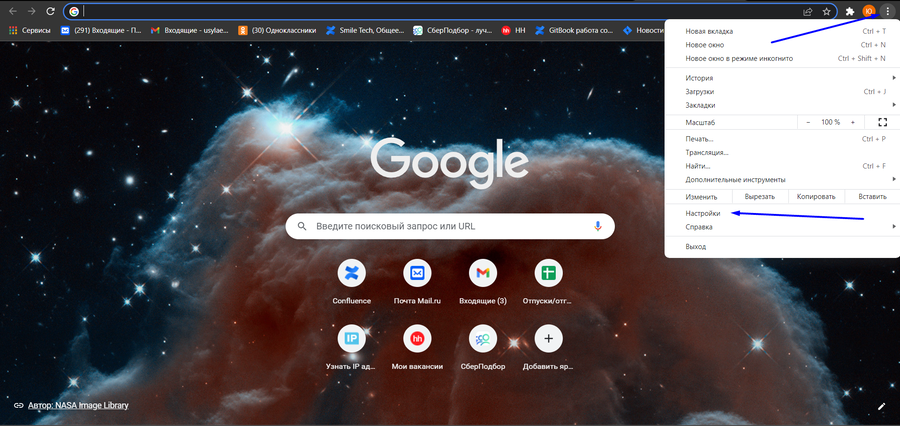 Сервисы
(291) Входящие - П...
Входящие - usylae...
(30) Одноклассники
Smile Tech, Общее...
СберПодбор - луч...
HH
GitBook работа со...
Новости
Новая вкладка Ctrl + T
Новое окно Ctrl + N
Новое окно в режиме инкогнито Ctrl + Shift + N
История
Загрузки Ctrl + J
Закладки
Масштаб − 100 % +
Печать... Ctrl + P
Трансляция...
Найти... Ctrl + F
Дополнительные инструменты
Изменить Вырезать Копировать Вставить
Настройки
Справка
Выход
Google
Введите поисковый запрос или URL
Confluence
Почта Mail.ru
Входящие (3)
Отпуски/отг...
IP
hh
Узнать IP ад...
Мои вакансии
СберПодбор
Добавить яр...
Автор: NASA Image Library